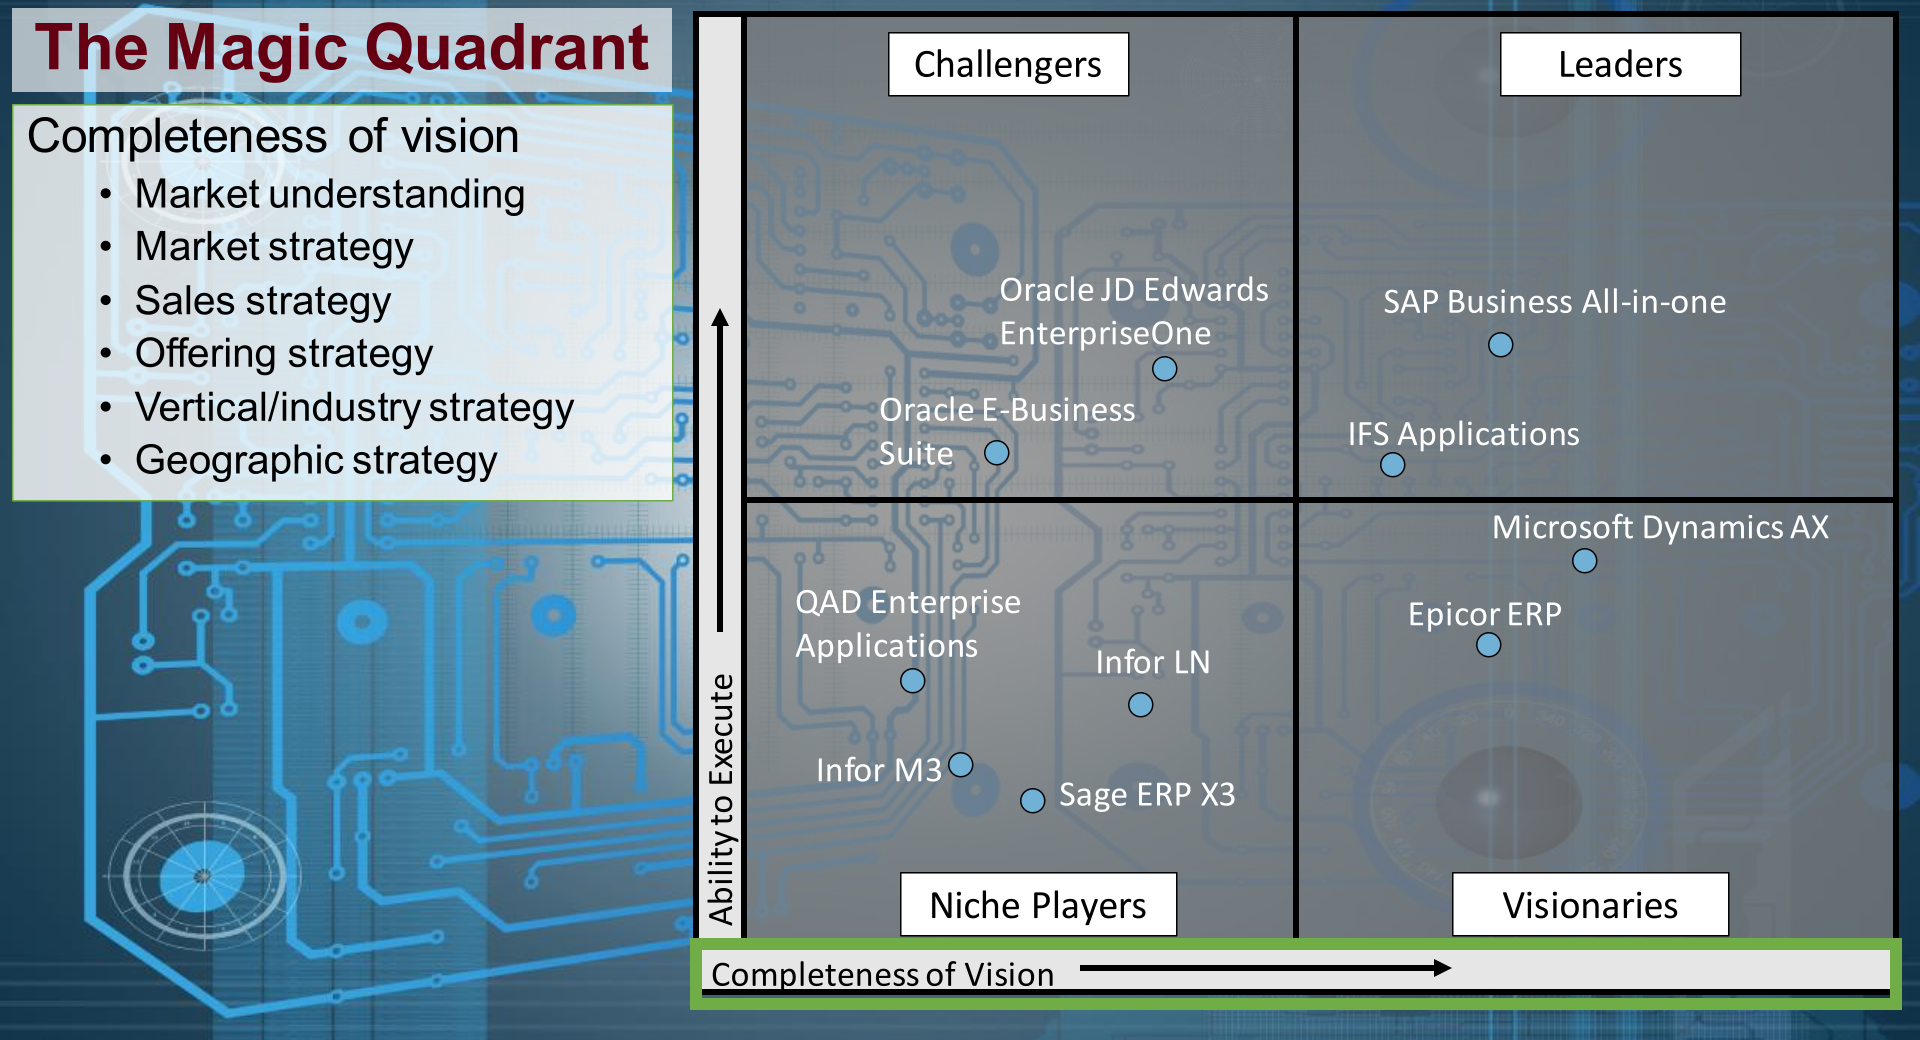 The Magic Quadrant
Completeness of vision
• Market understanding
• Market strategy
• Sales strategy
• Offering strategy
• Vertical/industry strategy
• Geographic strategy
Challengers
Leaders
Oracle JD Edwards
EnterpriseOne
SAP Business All-in-one
Oracle E-Business
Suite
IFS Applications
Microsoft Dynamics AX
QAD Enterprise
Applications
Epicor ERP
Infor LN
Infor M3
Sage ERP X3
Niche Players
Visionaries
Ability to Execute
Completeness of Vision